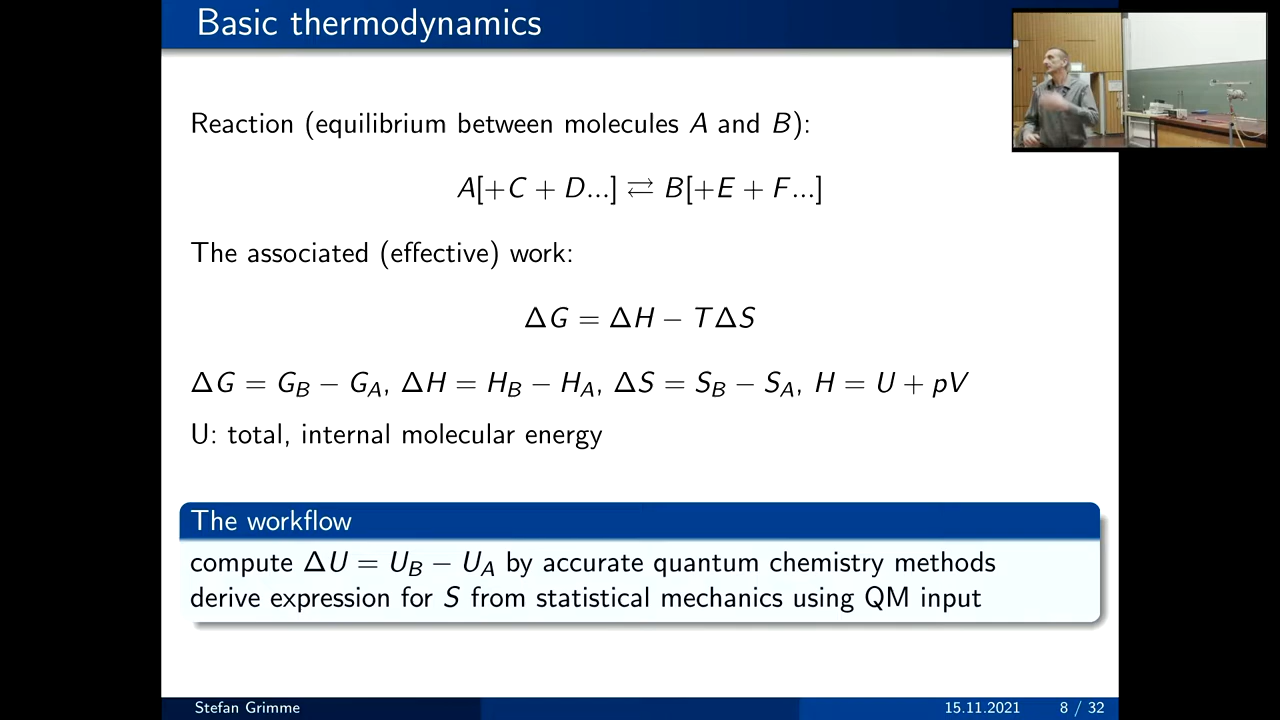 Basic thermodynamics
Reaction (equilibrium between molecules A and B):
A[+C + D...] ⇄ B[+E + F...]
The associated (effective) work:
ΔG = ΔH − TΔS
ΔG = G_B − G_A, ΔH = H_B − H_A, ΔS = S_B − S_A, H = U + pV
U: total, internal molecular energy
The workflow
compute ΔU = U_B − U_A by accurate quantum chemistry methods
derive expression for S from statistical mechanics using QM input
Stefan Grimme 15.11.2021 8 / 32